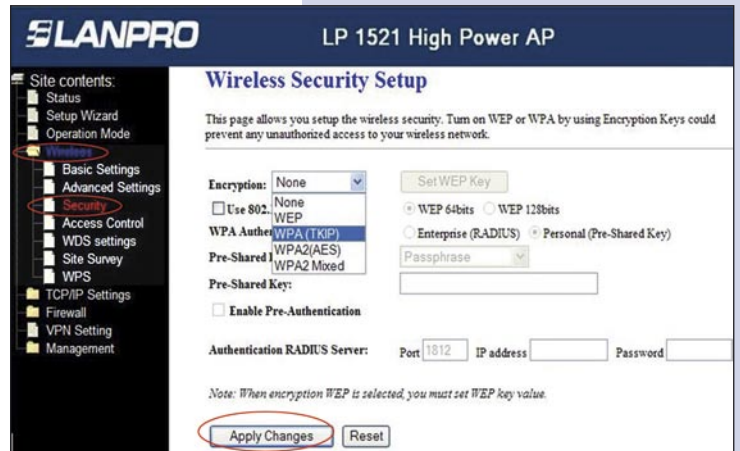 LANPRO
LP 1521 High Power AP
Site contents:
Status
Setup Wizard
Operation Mode
Wireless
Basic Settings
Advanced Settings
Security
Access Control
WDS settings
Site Survey
WPS
TCP/IP Settings
Firewall
VPN Setting
Management
Wireless Security Setup
This page allows you setup the wireless security. Turn on WEP or WPA by using Encryption Keys could
prevent any unauthorized access to your wireless network.
Encryption: None Set WEP Key
None
WEP
WPA (TKIP)
WPA2(AES)
WPA2 Mixed
Use 802. WEP 64bits WEP 128bits
WPA Authen Enterprise (RADIUS) Personal (Pre-Shared Key)
Pre-Shared Passphrase
Pre-Shared Key:
Enable Pre-Authentication
Authentication RADIUS Server: Port 1812 IP address Password
Note: When encryption WEP is selected, you must set WEP key value.
Apply Changes Reset